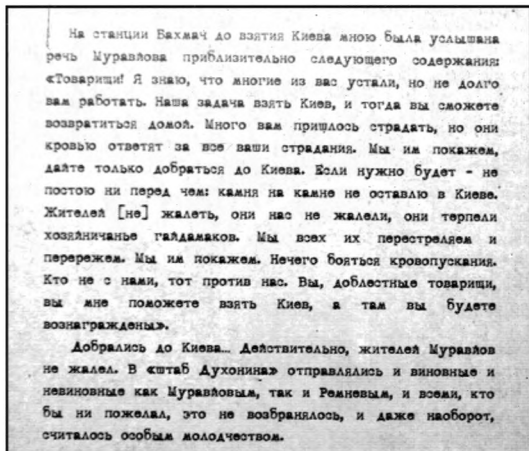 На станции Бахмач до взятия Киева мною была услышана
речь Муравйова приблизительно следующего содержания:
«Товарищи! Я знаю, что многие из вас устали, но не долго
вам работать. Наша задача взять Киев, и тогда вы сможете
возвратиться домой. Много вам пришлось страдать, но они
кровью ответят за все ваши страдания. Мы им покажем,
дайте только добраться до Киева. Если нужно будет - не
постою ни перед чем: камня на камне не оставлю в Киеве.
Жителей [не] жалеть, они нас не жалели, они терпели
хозяйничанье гайдамаков. Мы всех их перестреляем и
перережем. Мы им покажем. Нечего бояться кровопускания.
Кто не с нами, тот против нас. Вы, доблестные товарищи,
вы мне поможете взять Киев, а там вы будете
вознаграждены».
Добрались до Киева… Действительно, жителей Муравйов
не жалел. В «штаб Духонина» отправлялись и виновные и
невиновные как Муравйовым, так и Ремневым, и всеми, кто
бы ни пожелал, это не возбранялось, и даже наоборот,
считалось особым молодчеством.